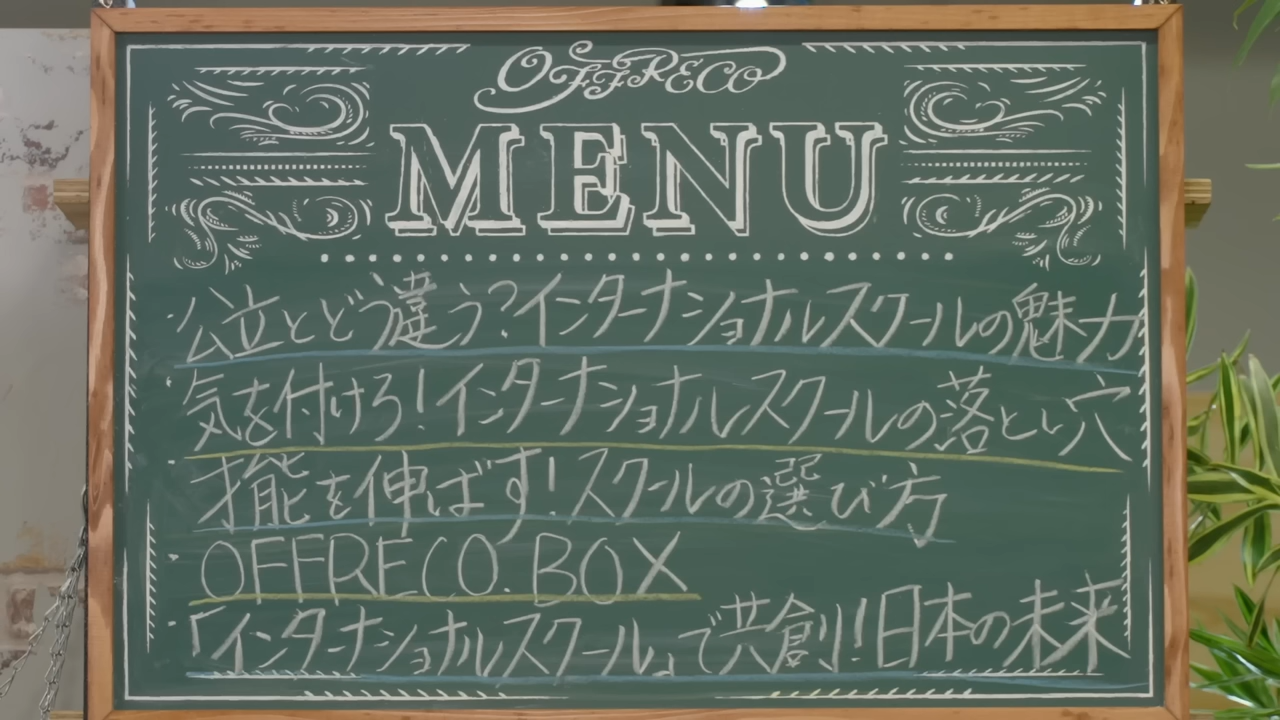 OFFRECO
MENU
・公立とどう違う?インターナショナルスクールの魅力
・気を付けろ!インターナショナルスクールの落とし穴
・才能を伸ばす!スクールの選び方
・OFFRECO.BOX
・「インターナショナルスクール」で共創!日本の未来